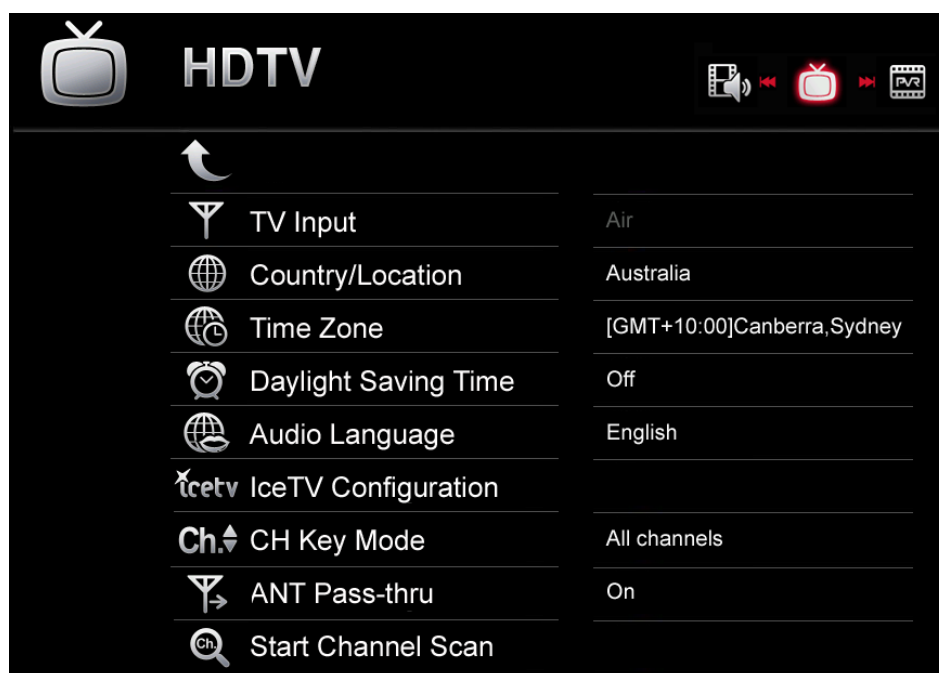 HDTV
PVR
TV Input Air
Country/Location Australia
Time Zone [GMT+10:00]Canberra,Sydney
Daylight Saving Time Off
Audio Language English
icetv IceTV Configuration
Ch. CH Key Mode All channels
ANT Pass-thru On
Ch. Start Channel Scan